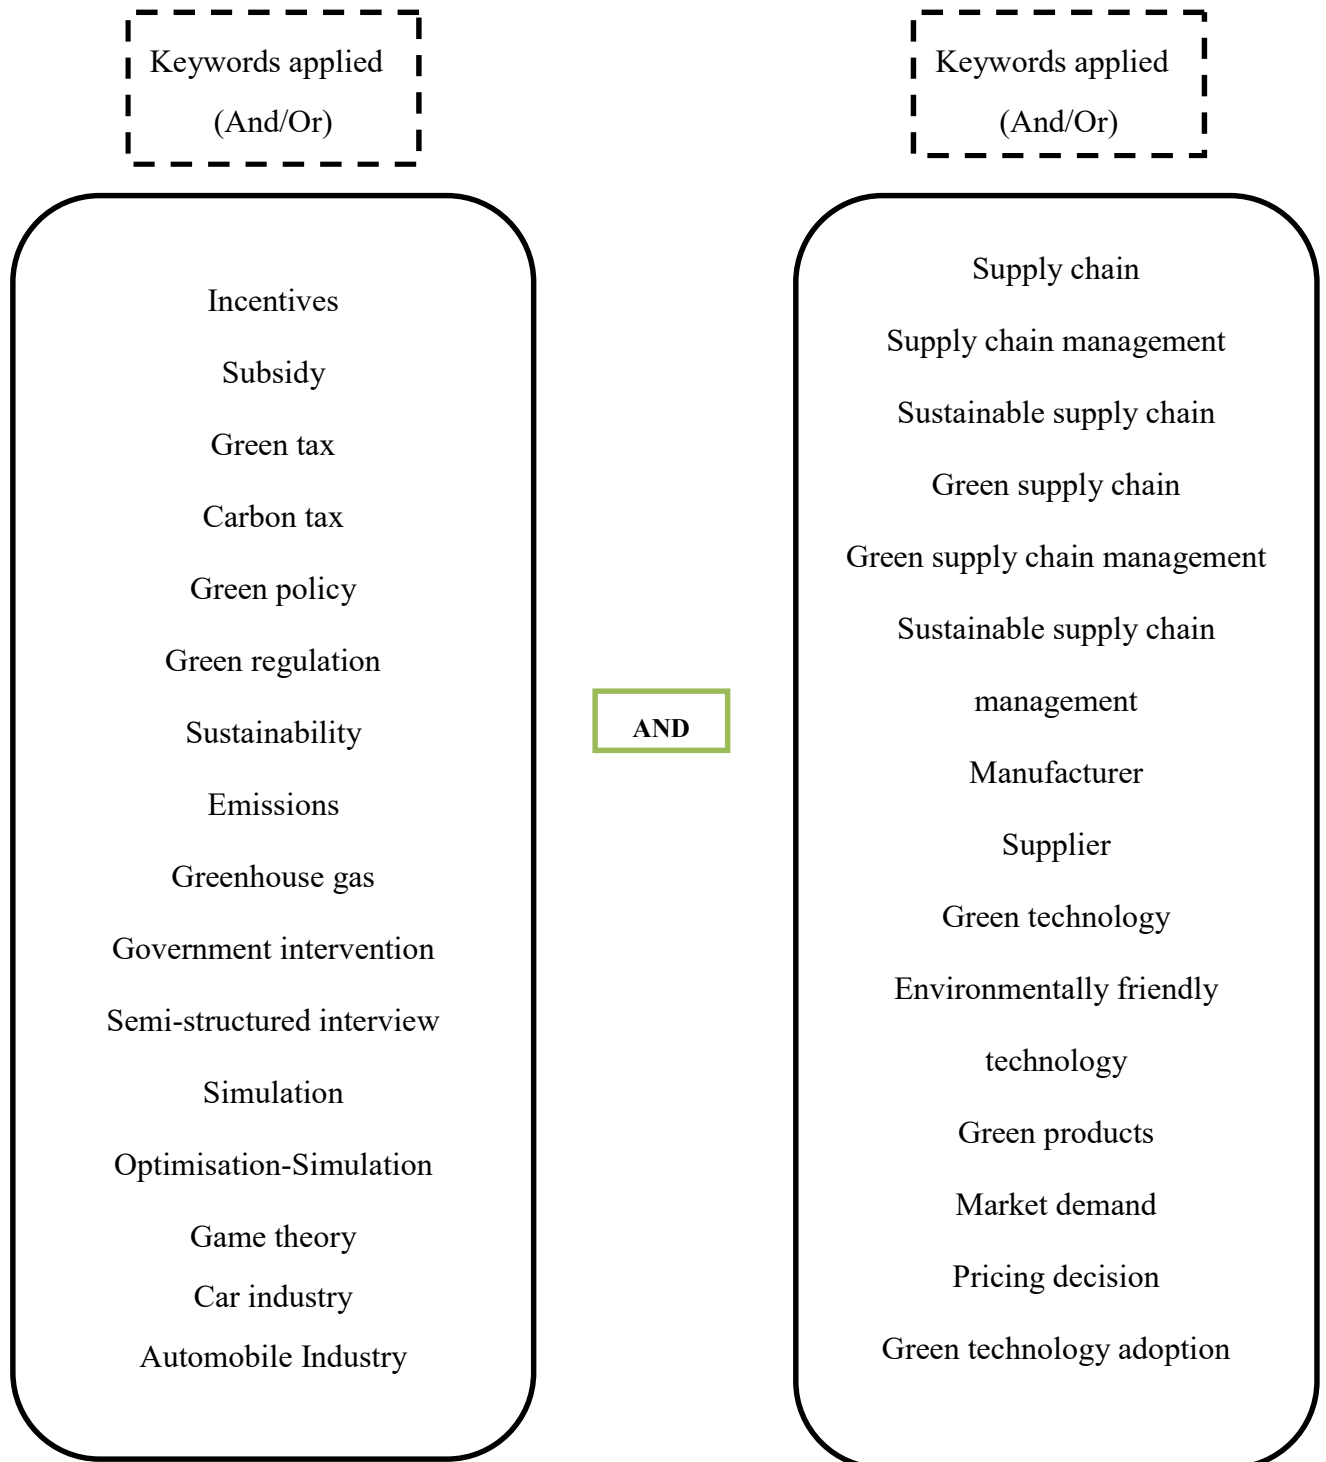 Keywords applied
(And/Or)
Incentives
Subsidy
Green tax
Carbon tax
Green policy
Green regulation
Sustainability
Emissions
Greenhouse gas
Government intervention
Semi-structured interview
Simulation
Optimisation-Simulation
Game theory
Car industry
Automobile Industry
AND
Keywords applied
(And/Or)
Supply chain
Supply chain management
Sustainable supply chain
Green supply chain
Green supply chain management
Sustainable supply chain
management
Manufacturer
Supplier
Green technology
Environmentally friendly
technology
Green products
Market demand
Pricing decision
Green technology adoption